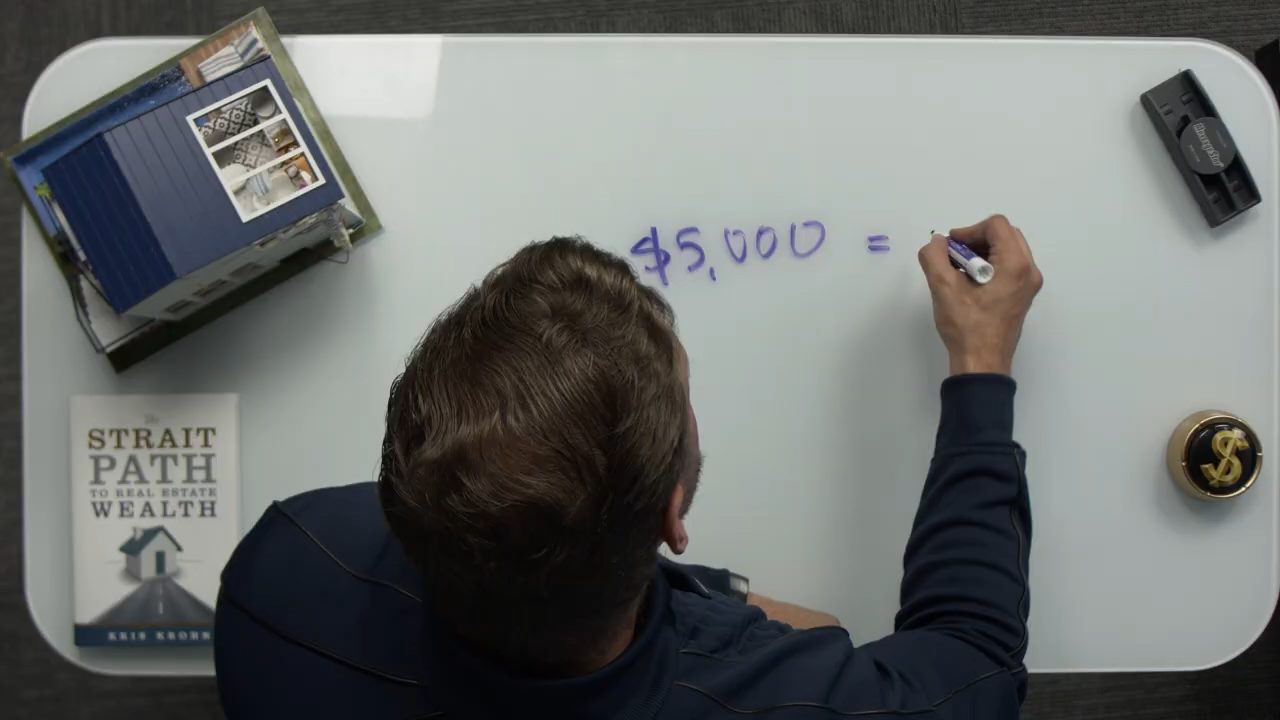 $5,000 =
The
STRAIT
PATH
TO REAL ESTATE
WEALTH
KRIS KROHN
$